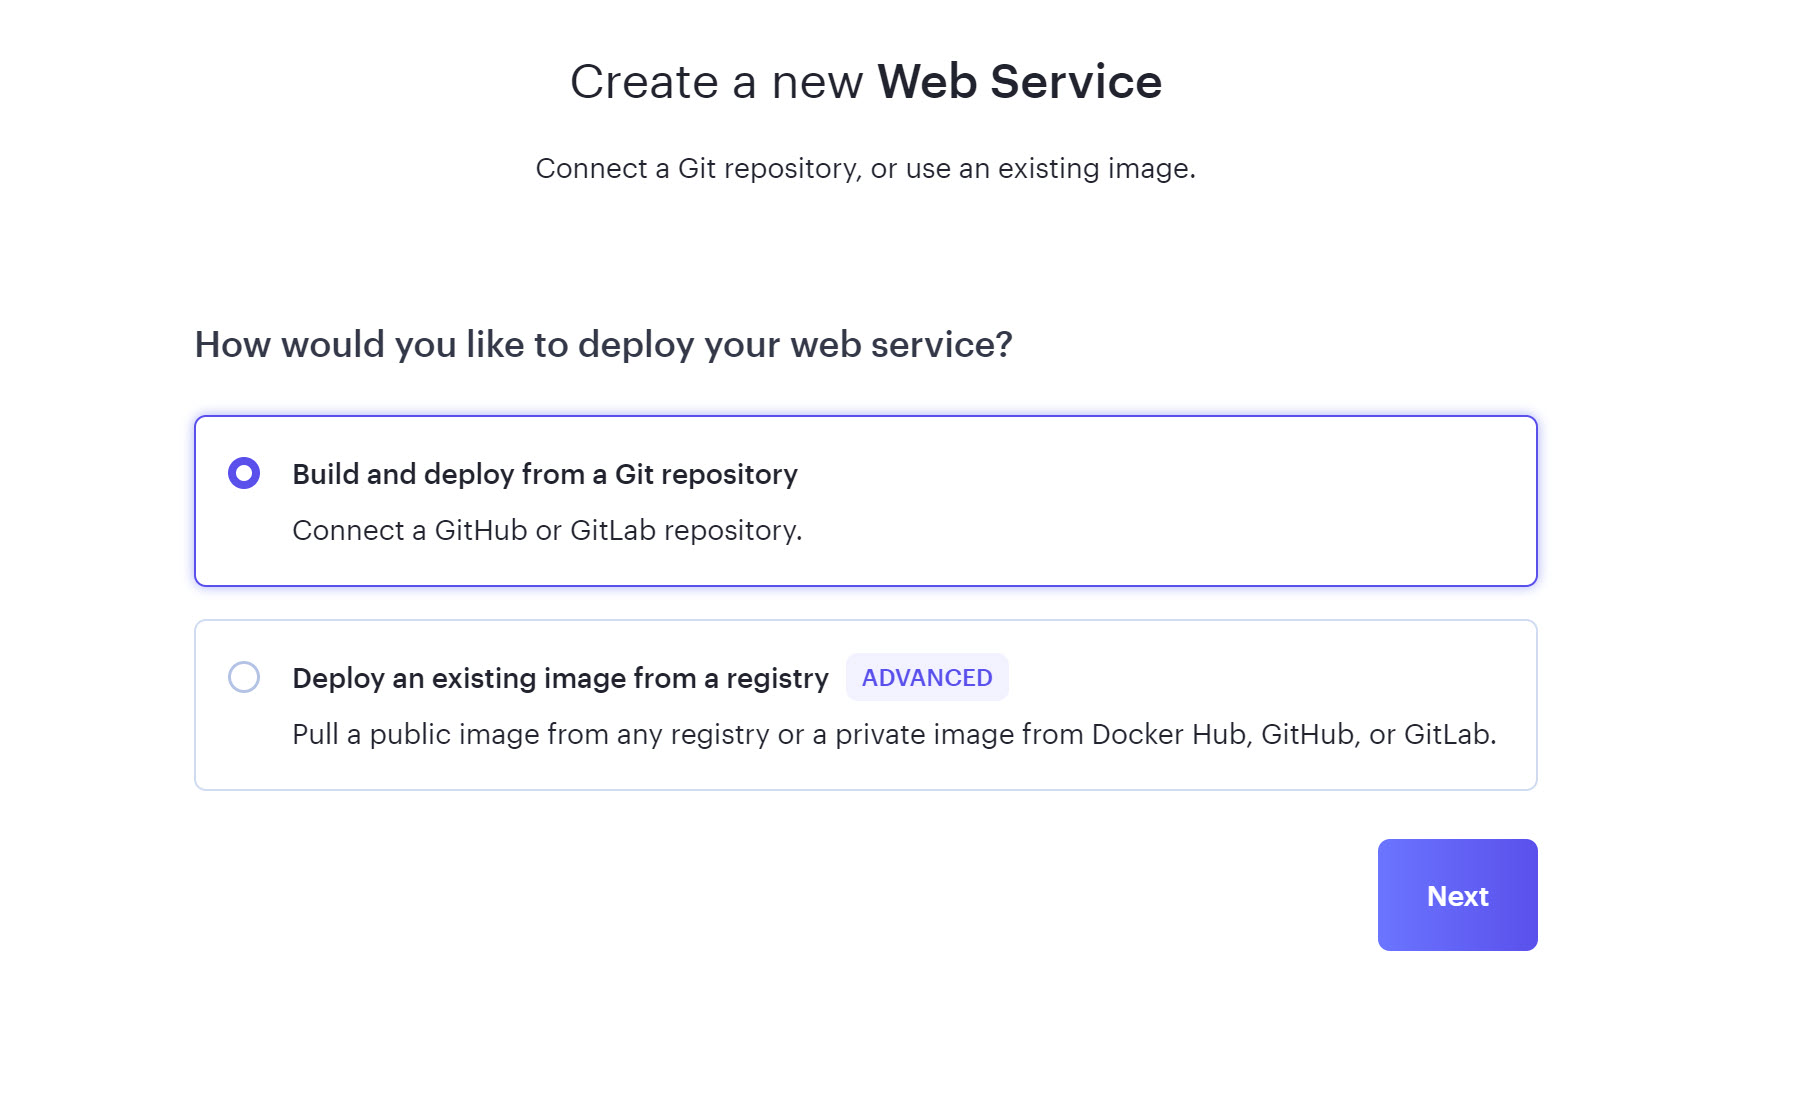 Create a new Web Service
Connect a Git repository, or use an existing image.
How would you like to deploy your web service?
Build and deploy from a Git repository
Connect a GitHub or GitLab repository.
Deploy an existing image from a registry ADVANCED
Pull a public image from any registry or a private image from Docker Hub, GitHub, or GitLab.
Next